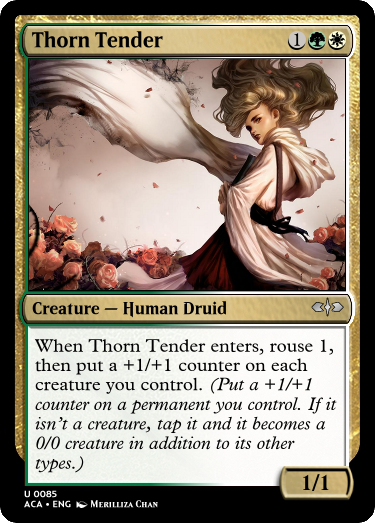 Thorn Tender 1
Creature — Human Druid
When Thorn Tender enters, rouse 1,
then put a +1/+1 counter on each
creature you control. (Put a +1/+1
counter on a permanent you control. If it
isn't a creature, tap it and it becomes a
0/0 creature in addition to its other
types.)
1/1
U 0085
ACA • ENG Merilliza Chan